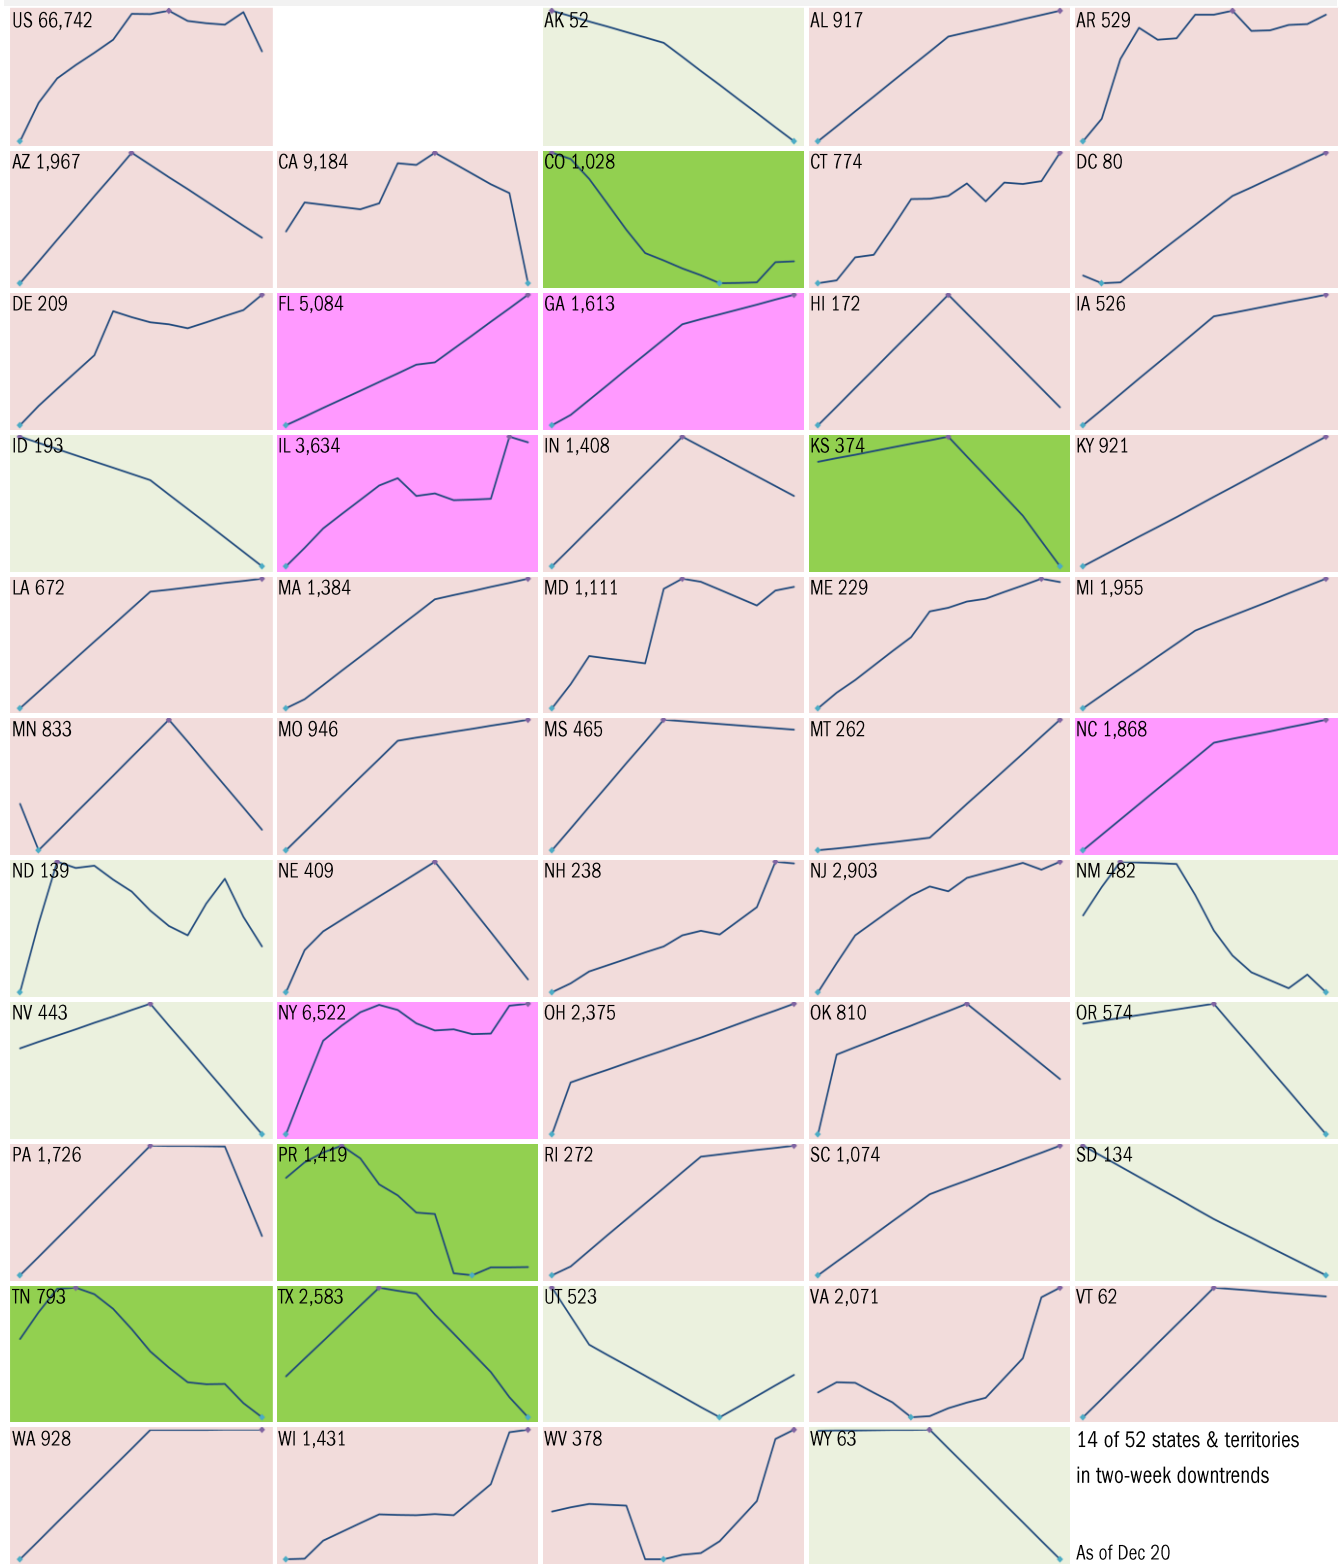 US 66,742
AK 52
AL 917
AR 529
AZ 1,967
CA 9,184
CO 1,028
CT 774
DC 80
DE 209
FL 5,084
GA 1,613
HI 172
IA 526
ID 193
IL 3,634
IN 1,408
KS 374
KY 921
LA 672
MA 1,384
MD 1,111
ME 229
MI 1,955
MN 833
MO 946
MS 465
MT 262
NC 1,868
ND 139
NE 409
NH 238
NJ 2,903
NM 482
NV 443
NY 6,522
OH 2,375
OK 810
OR 574
PA 1,726
PR 1,419
RI 272
SC 1,074
SD 134
TN 793
TX 2,583
UT 523
VA 2,071
VT 62
WA 928
WI 1,431
WV 378
WY 63
14 of 52 states & territories
in two-week downtrends
As of Dec 20